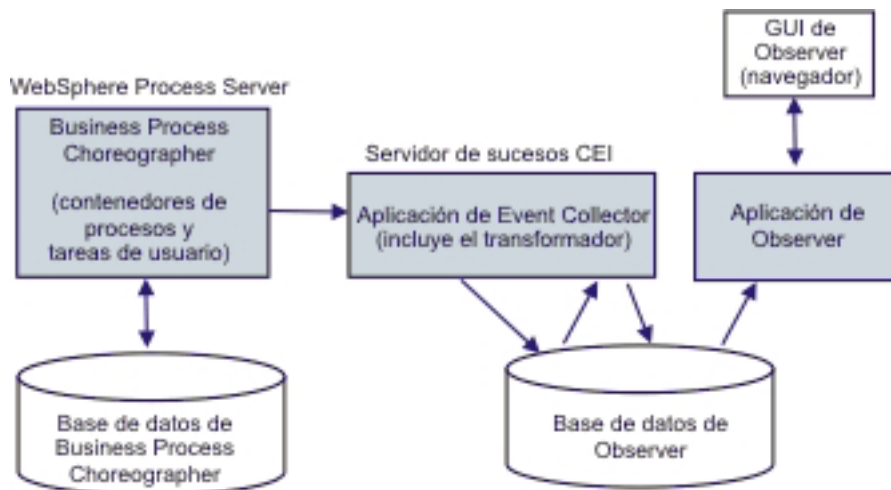 WebSphere Process Server
Business Process
Choreographer
(contenedores de
procesos y
tareas de usuario)
Base de datos de
Business Process
Choreographer
Servidor de sucesos CEI
Aplicación de Event Collector
(incluye el transformador)
Base de datos de
Observer
GUI de
Observer
(navegador)
Aplicación de
Observer